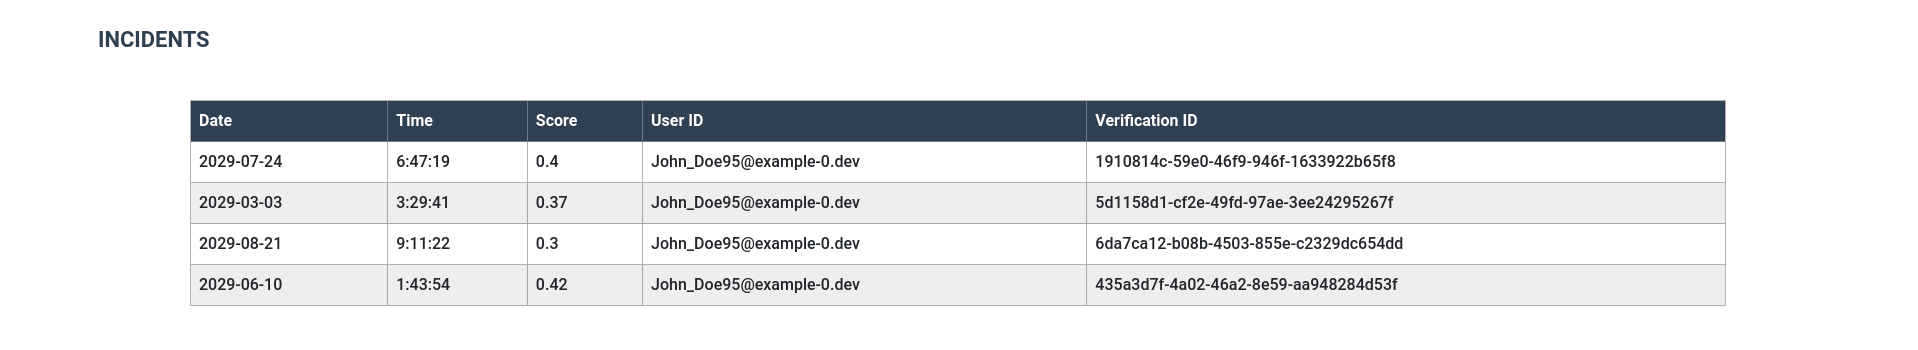 INCIDENTS
Date Time Score User ID Verification ID
2029-07-24 6:47:19 0.4 John_Doe95@example-0.dev 1910814c-59e0-46f9-946f-1633922b65f8
2029-03-03 3:29:41 0.37 John_Doe95@example-0.dev 5d1158d1-cf2e-49fd-97ae-3ee24295267f
2029-08-21 9:11:22 0.3 John_Doe95@example-0.dev 6da7ca12-b08b-4503-855e-c2329dc654dd
2029-06-10 1:43:54 0.42 John_Doe95@example-0.dev 435a3d7f-4a02-46a2-8e59-aa948284d53f